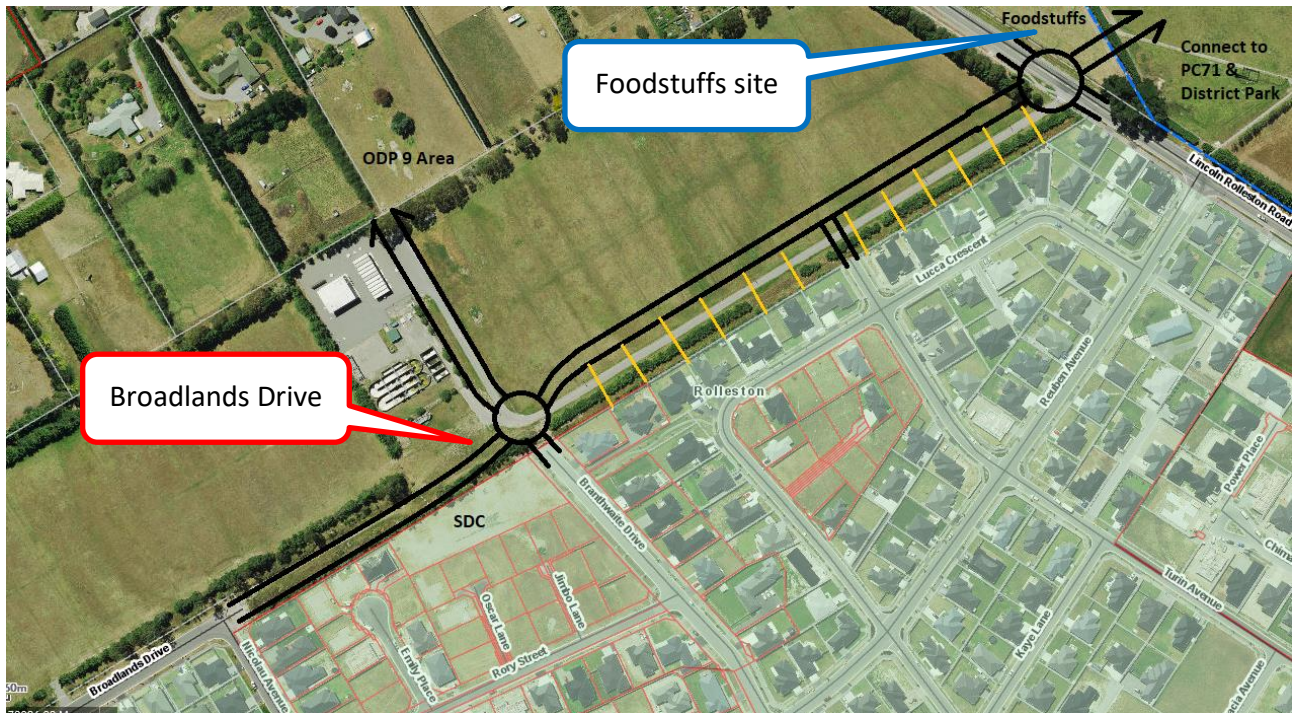 Foodstuffs
Foodstuffs site
Connect to
PC71 &
District Park
ODP 9 Area
Lincoln Rolleston Road
Lucca Crescent
Broadlands Drive
Rolleston
Reuben Avenue
Power Place
SDC
Branthwaite Drive
Turin Avenue
Jimbo Lane
Oscar Lane
Kaye Lane
Rory Street
Emily Place
Nicolau Avenue
Broadlands Drive